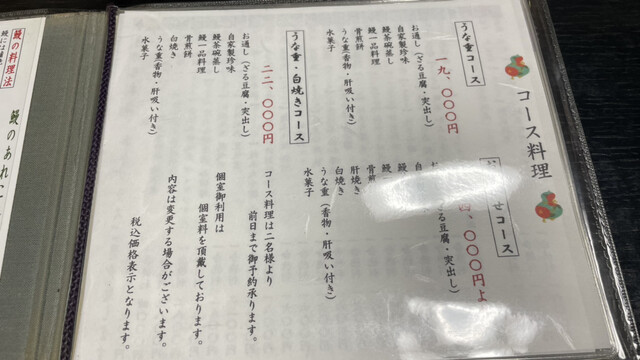 コース料理
うな重コース
一九、〇〇〇円
お通し(ざる豆腐・突出し)
自家製珍味
鰻茶碗蒸し
鰻一品料理
骨煎餅
うな重(香物・肝吸い付き)
水菓子
うな重・白焼きコース
二二、〇〇〇円
お通し(ざる豆腐・突出し)
自家製珍味
鰻茶碗蒸し
鰻一品料理
骨煎餅
白焼き
うな重(香物・肝吸い付き)
水菓子
せコース
、〇〇〇円よ
ざる豆腐・突出し)
自
鰻
鰻
骨煎
肝焼き
白焼き
うな重(香物・肝吸い付き)
水菓子
コース料理は二名様より
前日まで御予約承ります。
個室御利用は
個室料を頂戴しております。
内容は変更する場合がございます。
税込価格表示となります。
鰻の料理法
鰻のあれ